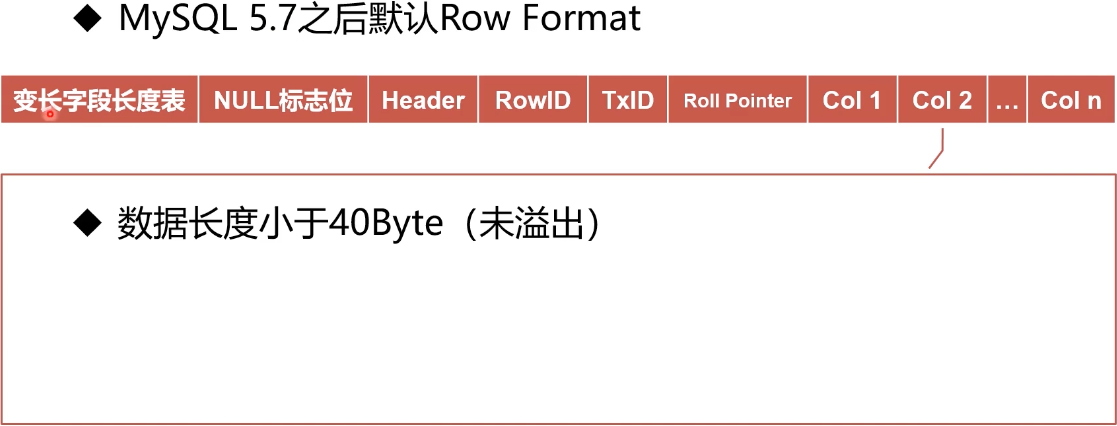 ◆ MySQL 5.7之后默认Row Format
变长字段长度表 NULL标志位 Header RowID TxID Roll Pointer Col 1 Col 2 ... Col n
◆ 数据长度小于40Byte（未溢出）